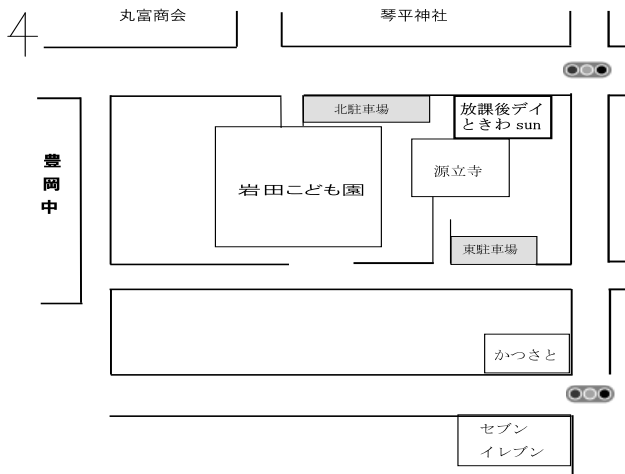 丸富商会
琴平神社
北駐車場
放課後デイ
ときわ sun
豊岡中
岩田こども園
源立寺
東駐車場
かつさと
セブン
イレブン